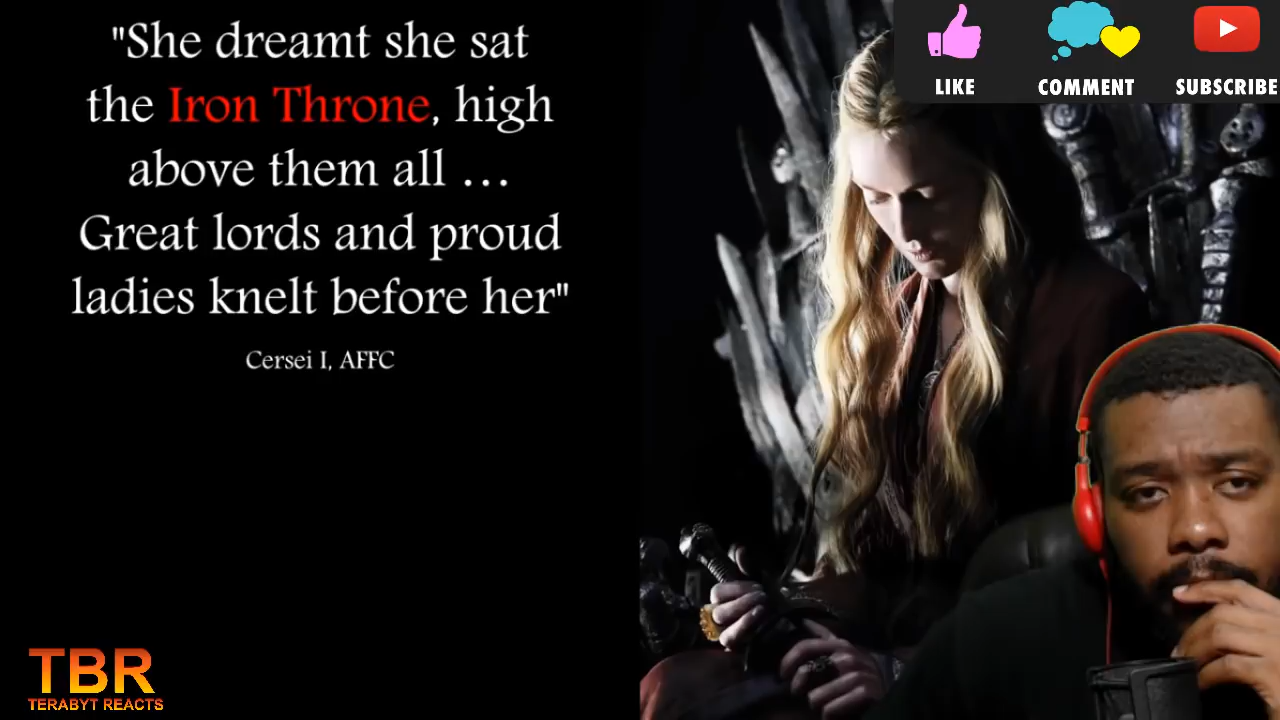 "She dreamt she sat
the Iron Throne, high
above them all …
Great lords and proud
ladies knelt before her"
Cersei I, AFFC
LIKE
COMMENT
SUBSCRIBE
TBR
TERABYT REACTS